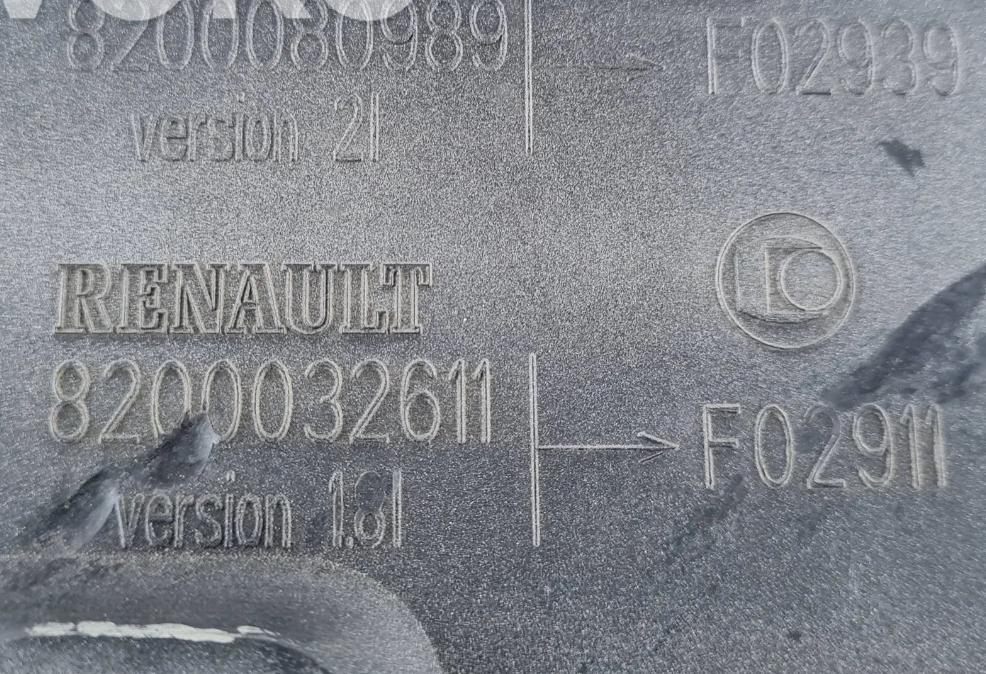 8200080989 F02939
version 2l
RENAULT
8200032611 F02911
version 1.8l